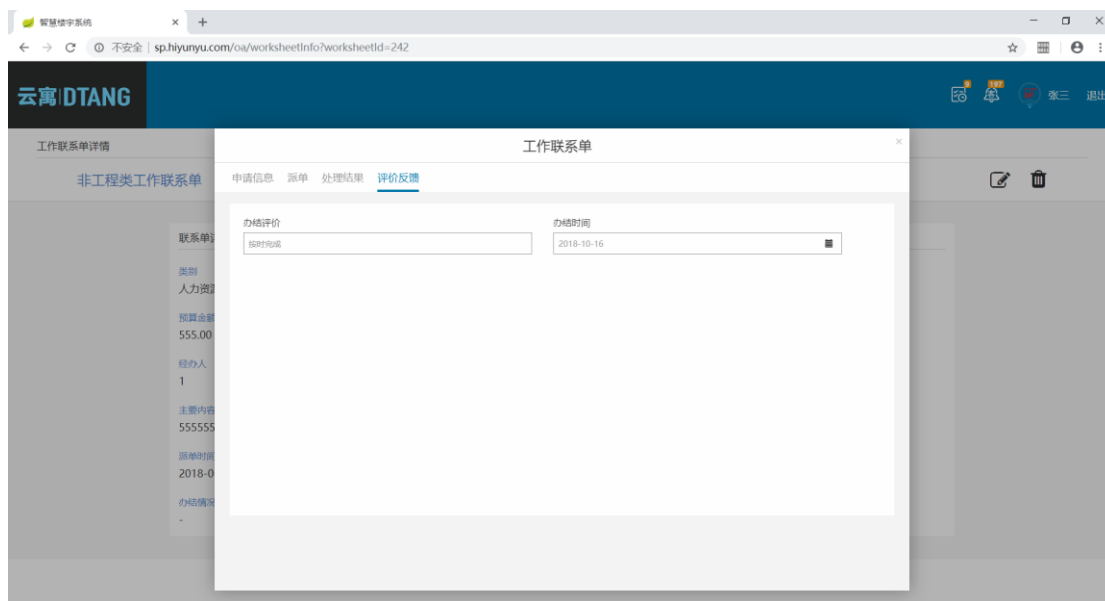 智慧楼宇系统
不安全 | sp.hiyunyu.com/oa/worksheetInfo?worksheetId=242
云寓|DTANG
0
197
张三
退出
工作联系单详情
非工程类工作联系单
工作联系单
申请信息 派单 处理结果 评价反馈
办结评价
办结时间
按时完成
2018-10-16
联系单
类别
人力资
预算金额
555.00
经办人
1
主要内容
555555
派单时间
2018-0
办结情况
-